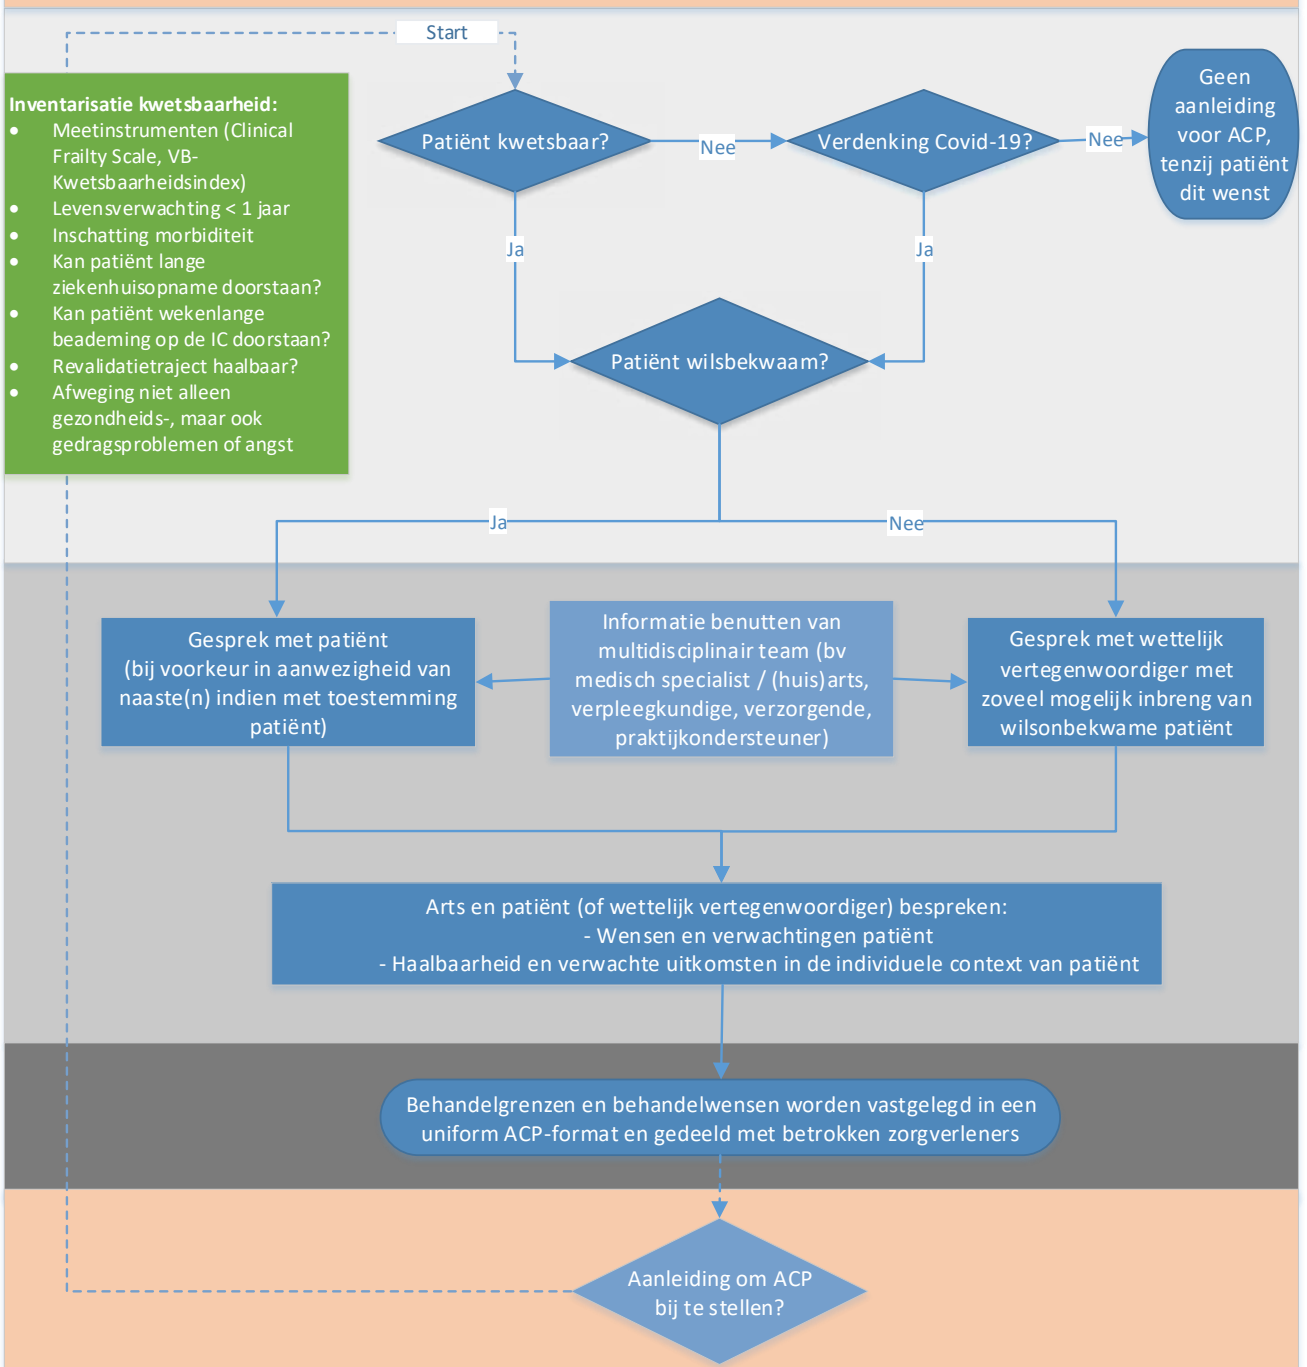 Start
Inventarisatie kwetsbaarheid:
• Meetinstrumenten (Clinical
Frailty Scale, VB-
Kwetsbaarheidsindex)
• Levensverwachting < 1 jaar
• Inschatting morbiditeit
• Kan patiënt lange
ziekenhuisopname doorstaan?
• Kan patiënt wekenlange
beademing op de IC doorstaan?
• Revalidatietraject haalbaar?
• Afweging niet alleen
gezondheids-, maar ook
gedragsproblemen of angst
Patiënt kwetsbaar?
Nee
Verdenking Covid-19?
Nee
Geen
aanleiding
voor ACP,
tenzij patiënt
dit wenst
Ja
Ja
Patiënt wilsbekwaam?
Ja
Nee
Gesprek met patiënt
(bij voorkeur in aanwezigheid van
naaste(n) indien met toestemming
patiënt)
Informatie benutten van
multidisciplinair team (bv
medisch specialist / (huis)arts,
verpleegkundige, verzorgende,
praktijkondersteuner)
Gesprek met wettelijk
vertegenwoordiger met
zoveel mogelijk inbreng van
wilsonbekwame patiënt
Arts en patiënt (of wettelijk vertegenwoordiger) bespreken:
- Wensen en verwachtingen patiënt
- Haalbaarheid en verwachte uitkomsten in de individuele context van patiënt
Behandelgrenzen en behandelwensen worden vastgelegd in een
uniform ACP-format en gedeeld met betrokken zorgverleners
Aanleiding om ACP
bij te stellen?